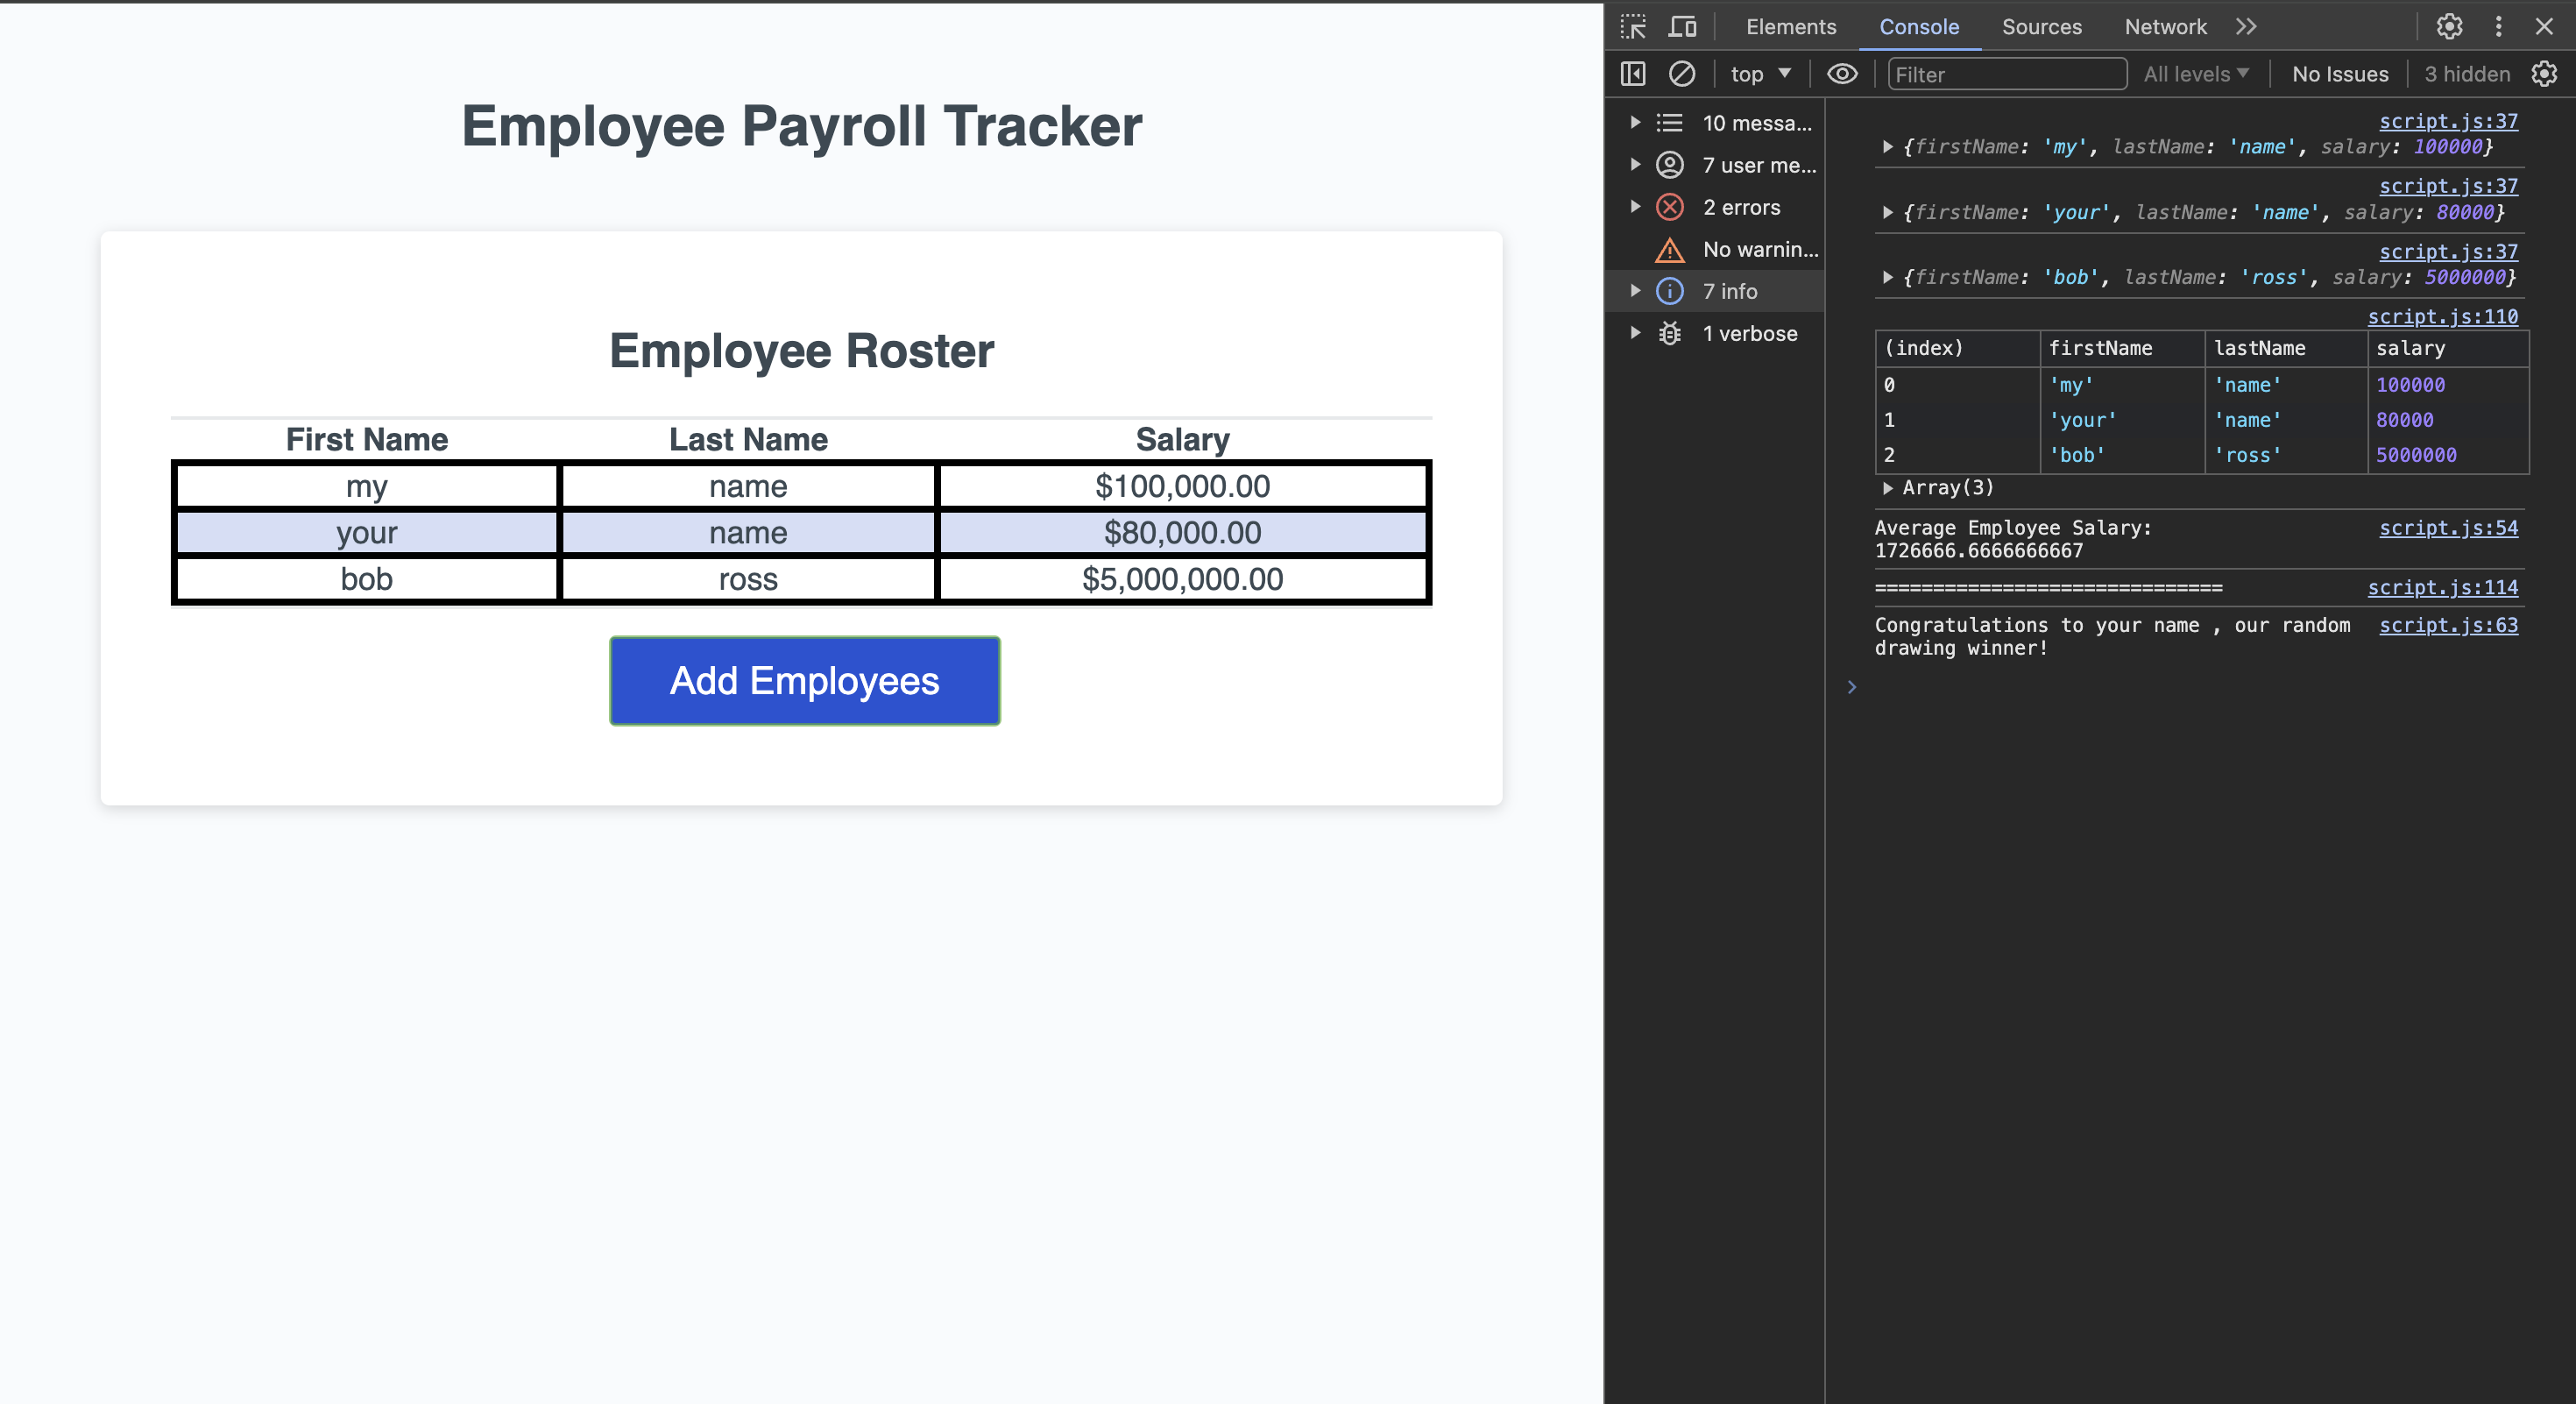 Employee Payroll Tracker
Employee Roster
First Name Last Name Salary
my name $100,000.00
your name $80,000.00
bob ross $5,000,000.00
Add Employees
Elements Console Sources Network
top Filter All levels No Issues 3 hidden
10 messa...
7 user me...
2 errors
No warnin...
7 info
1 verbose
script.js:37
{firstName: 'my', lastName: 'name', salary: 100000}
script.js:37
{firstName: 'your', lastName: 'name', salary: 80000}
script.js:37
{firstName: 'bob', lastName: 'ross', salary: 5000000}
script.js:110
(index) firstName lastName salary
0 'my' 'name' 100000
1 'your' 'name' 80000
2 'bob' 'ross' 5000000
Array(3)
Average Employee Salary: script.js:54
1726666.6666666667
============================== script.js:114
Congratulations to your name , our random script.js:63
drawing winner!